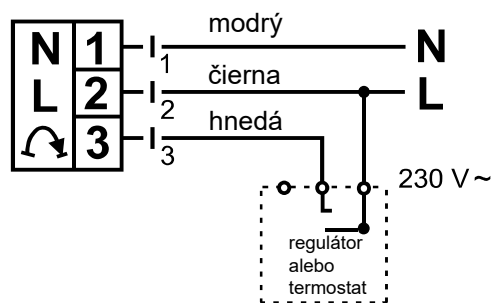 N 1 1 modrý N
L 2 2 čierna L
3 3 hnedá
230 V ~
regulátor
alebo
termostat